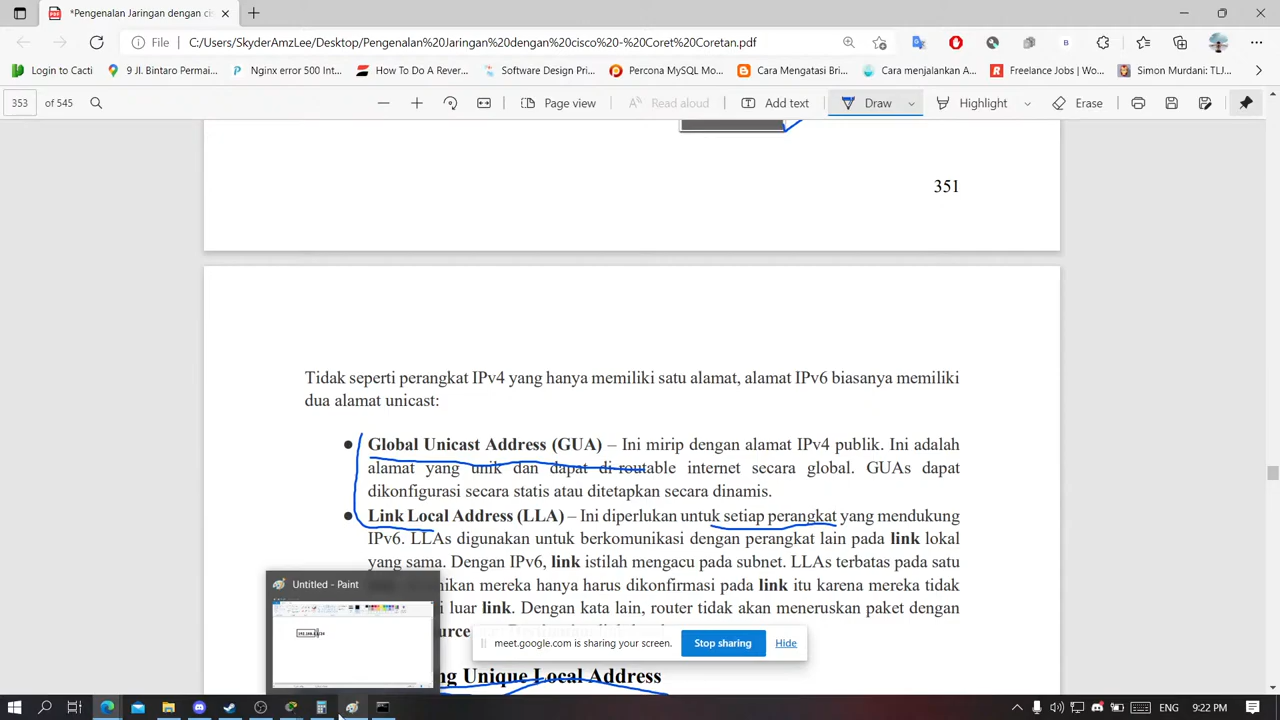 *Pengenalan Jaringan dengan cis
File
C:/Users/SkyderAmzLee/Desktop/Pengenalan%20Jaringan%20dengan%20cisco%20-%20Coret%20Coretan.pdf
Login to Cacti
9 Jl. Bintaro Permai...
Nginx error 500 Int...
How To Do A Rever...
Software Design Pri...
Percona MySQL Mo...
Cara Mengatasi Bri...
Cara menjalankan A...
Freelance Jobs | Wo...
Simon Murdani: TLJ...
353 of 545
Page view
Read aloud
Add text
Draw
Highlight
Erase
351
Tidak seperti perangkat IPv4 yang hanya memiliki satu alamat, alamat IPv6 biasanya memiliki
dua alamat unicast:
● Global Unicast Address (GUA) – Ini mirip dengan alamat IPv4 publik. Ini adalah
alamat yang unik dan dapat di-routable internet secara global. GUAs dapat
dikonfigurasi secara statis atau ditetapkan secara dinamis.
● Link Local Address (LLA) – Ini diperlukan untuk setiap perangkat yang mendukung
IPv6. LLAs digunakan untuk berkomunikasi dengan perangkat lain pada link lokal
yang sama. Dengan IPv6, link istilah mengacu pada subnet. LLAs terbatas pada satu
Untitled - Paint
mereka hanya harus dikonfirmasi pada link itu karena mereka tidak
luar link. Dengan kata lain, router tidak akan meneruskan paket dengan
meet.google.com is sharing your screen.
Stop sharing
Hide
Unique Local Address
ENG
9:22 PM